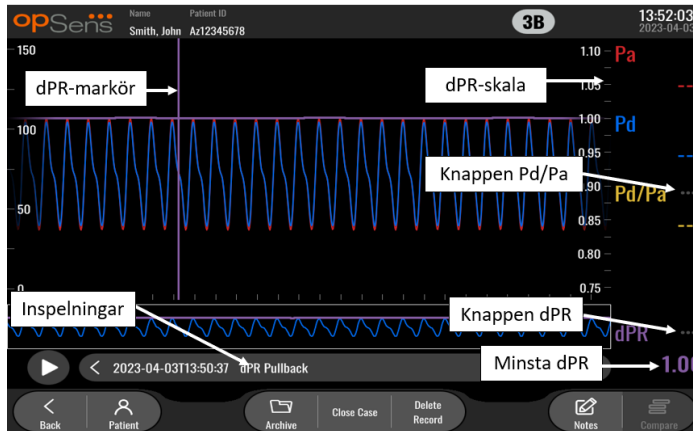 opSens
Name Patient ID
Smith, John Az12345678
3B
13:52:03
2023-04-03
150
1.10
Pa
dPR-markör
dPR-skala
1.05
--
100
1.00
Pd
0.95
--
Knappen Pd/Pa
0.90
Pd/Pa
50
0.85
--
0.80
0
0.75
Inspelningar
Knappen dPR
dPR
Minsta dPR
1.00
2023-04-03T13:50:37 dPR Pullback
Back
Patient
Archive
Close Case
Delete
Record
Notes
Compare